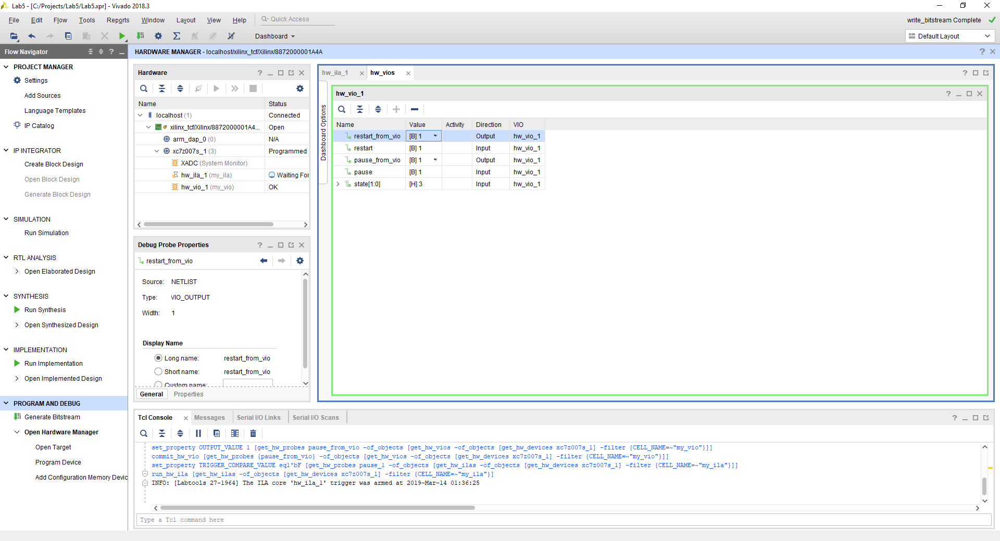 Lab5 - [C:/Projects/Lab5/Lab5.xpr] - Vivado 2018.3
File Edit Flow Tools Reports Window Layout View Help Quick Access
write_bitstream Complete
Dashboard
Default Layout
Flow Navigator
HARDWARE MANAGER - localhost/xilinx_tcf/Xilinx/8872000001A4A
PROJECT MANAGER
Settings
Add Sources
Language Templates
IP Catalog
IP INTEGRATOR
Create Block Design
Open Block Design
Generate Block Design
SIMULATION
Run Simulation
RTL ANALYSIS
Open Elaborated Design
SYNTHESIS
Run Synthesis
Open Synthesized Design
IMPLEMENTATION
Run Implementation
Open Implemented Design
PROGRAM AND DEBUG
Generate Bitstream
Open Hardware Manager
Open Target
Program Device
Add Configuration Memory Devic
Hardware
Name Status
localhost (1) Connected
xilinx_tcf/Xilinx/8872000001A4... Open
arm_dap_0 (0) N/A
xc7z007s_1 (3) Programmed
XADC (System Monitor)
hw_ila_1 (my_ila) Waiting For
hw_vio_1 (my_vio) OK
Debug Probe Properties
restart_from_vio
Source: NETLIST
Type: VIO_OUTPUT
Width: 1
Display Name
Long name: restart_from_vio
Short name: restart_from_vio
Custom name:
General Properties
hw_ila_1 hw_vios
Dashboard Options
hw_vio_1
Name Value Activity Direction VIO
restart_from_vio [B] 1 Output hw_vio_1
restart [B] 1 Input hw_vio_1
pause_from_vio [B] 1 Output hw_vio_1
pause [B] 1 Input hw_vio_1
state[1:0] [H] 3 Input hw_vio_1
Tcl Console Messages Serial I/O Links Serial I/O Scans
set_property OUTPUT_VALUE 1 [get_hw_probes pause_from_vio -of_objects [get_hw_vios -of_objects [get_hw_devices xc7z007s_1] -filter {CELL_NAME=~"my_vio"}]]
commit_hw_vio [get_hw_probes {pause_from_vio} -of_objects [get_hw_vios -of_objects [get_hw_devices xc7z007s_1] -filter {CELL_NAME=~"my_vio"}]]
set_property TRIGGER_COMPARE_VALUE eq1'bF [get_hw_probes pause_1 -of_objects [get_hw_ilas -of_objects [get_hw_devices xc7z007s_1] -filter {CELL_NAME=~"my_ila"}]]
run_hw_ila [get_hw_ilas -of_objects [get_hw_devices xc7z007s_1] -filter {CELL_NAME=~"my_ila"}]
INFO: [Labtools 27-1964] The ILA core 'hw_ila_1' trigger was armed at 2019-Mar-14 01:36:25
Type a Tcl command here